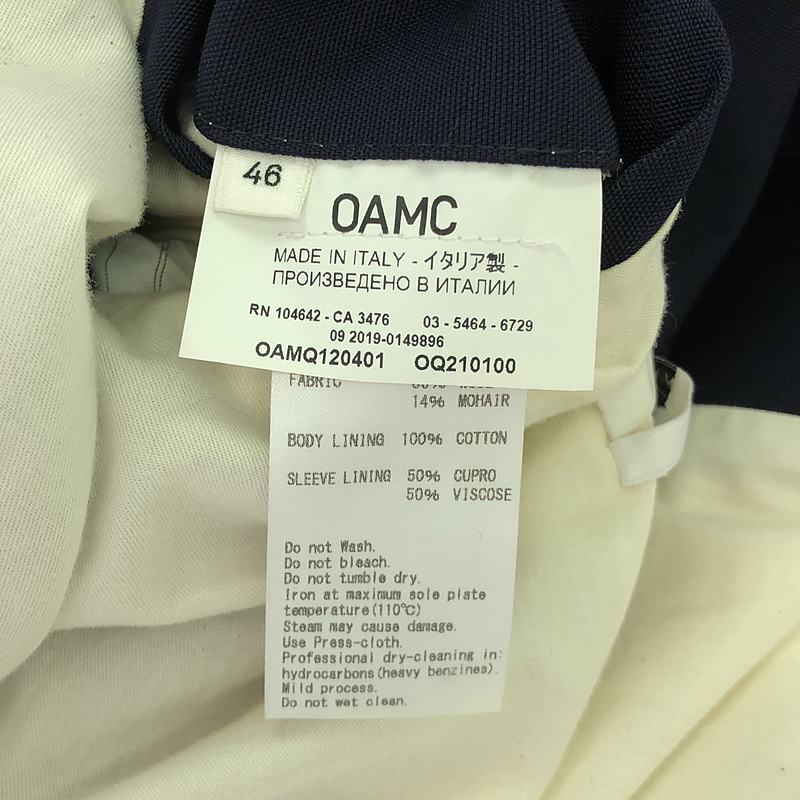 46
OAMC
MADE IN ITALY - イタリア製 -
ПРОИЗВЕДЕНО В ИТАЛИИ
RN 104642 - CA 3476 03 - 5464 - 6729
09 2019-0149896
OAMQ120401 OQ210100
FABRIC
14% MOHAIR
BODY LINING 100% COTTON
SLEEVE LINING 50% CUPRO
50% VISCOSE
Do not Wash.
Do not bleach.
Do not tumble dry.
Iron at maximum sole plate
temperature(110℃)
Steam may cause damage.
Use Press-cloth.
Professional dry-cleaning in:
hydrocarbons(heavy benzines).
Mild process.
Do not wet clean.